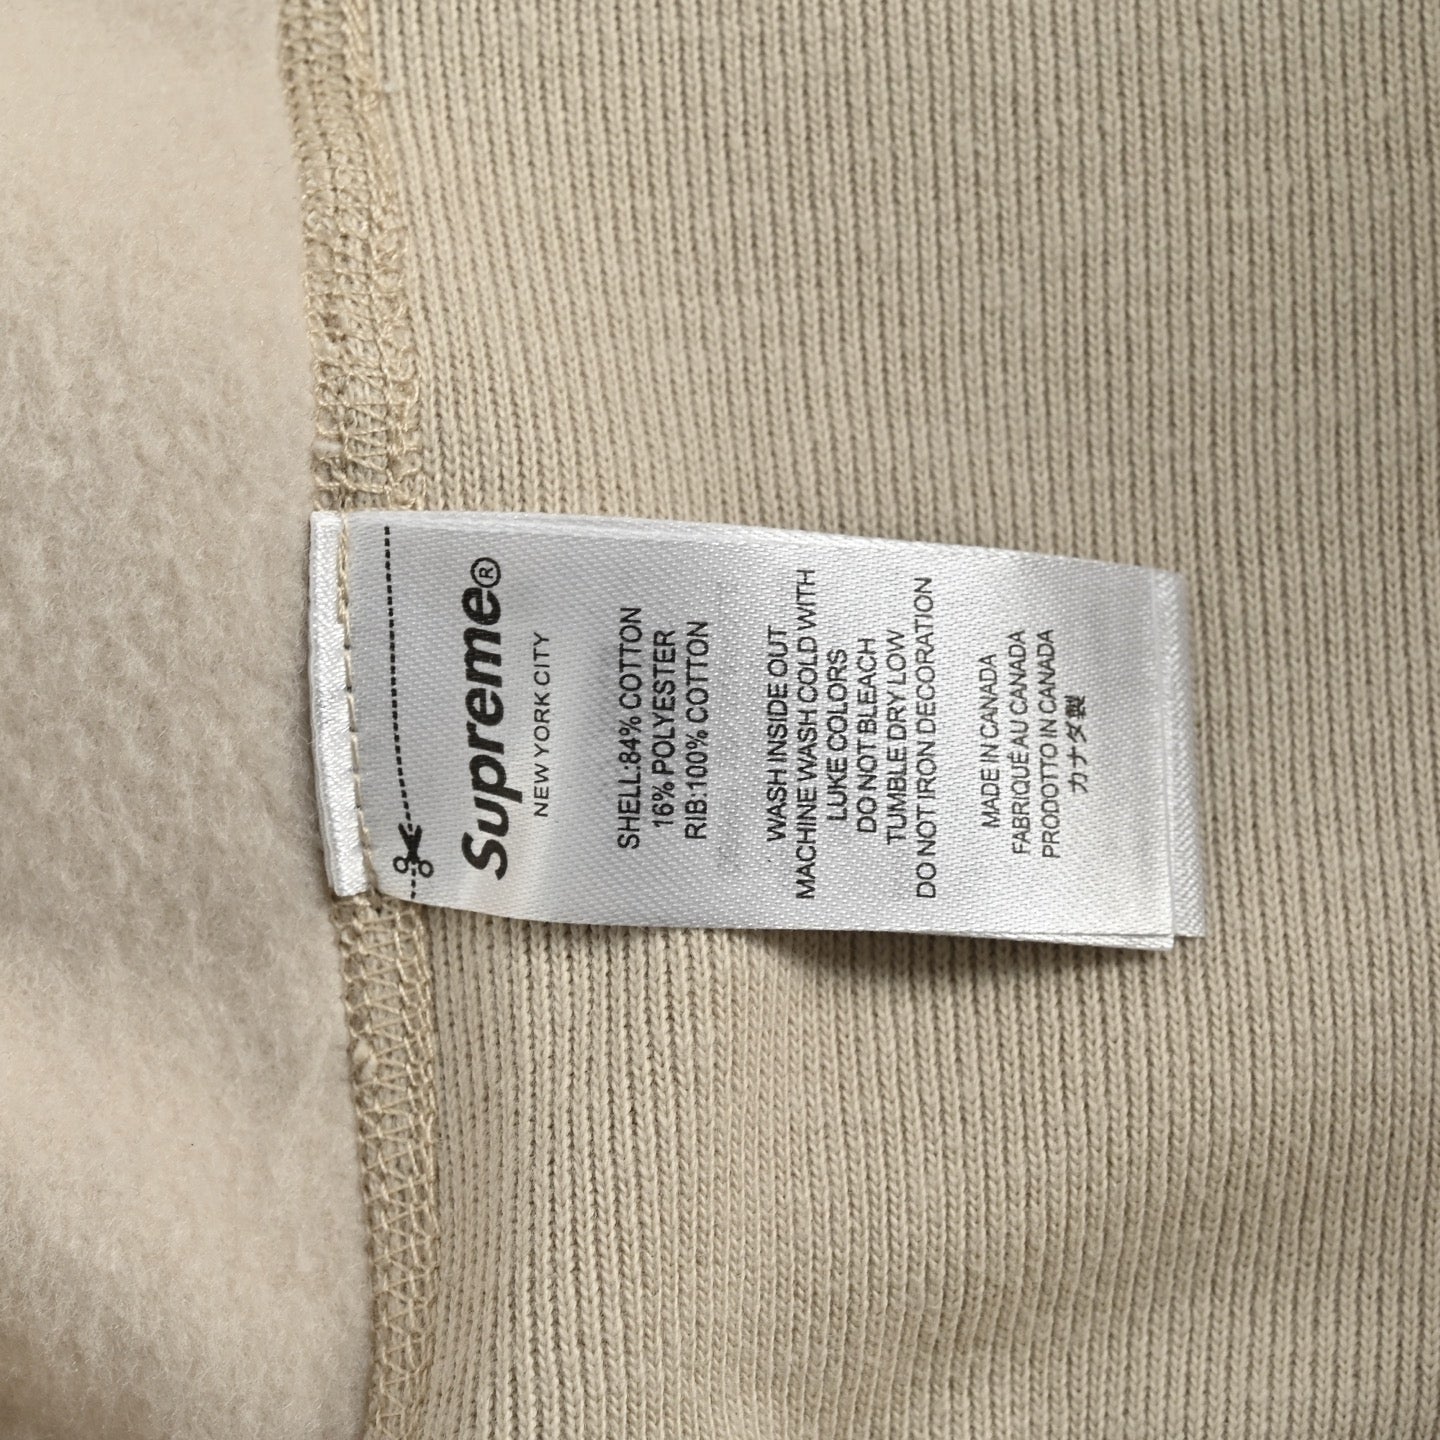 Supreme®
NEW YORK CITY
SHELL:84% COTTON
16% POLYESTER
RIB:100% COTTON
WASH INSIDE OUT
MACHINE WASH COLD WITH
LUKE COLORS
DO NOT BLEACH
TUMBLE DRY LOW
DO NOT IRON DECORATION
MADE IN CANADA
FABRIQUÉ AU CANADA
PRODOTTO IN CANADA
カナダ製